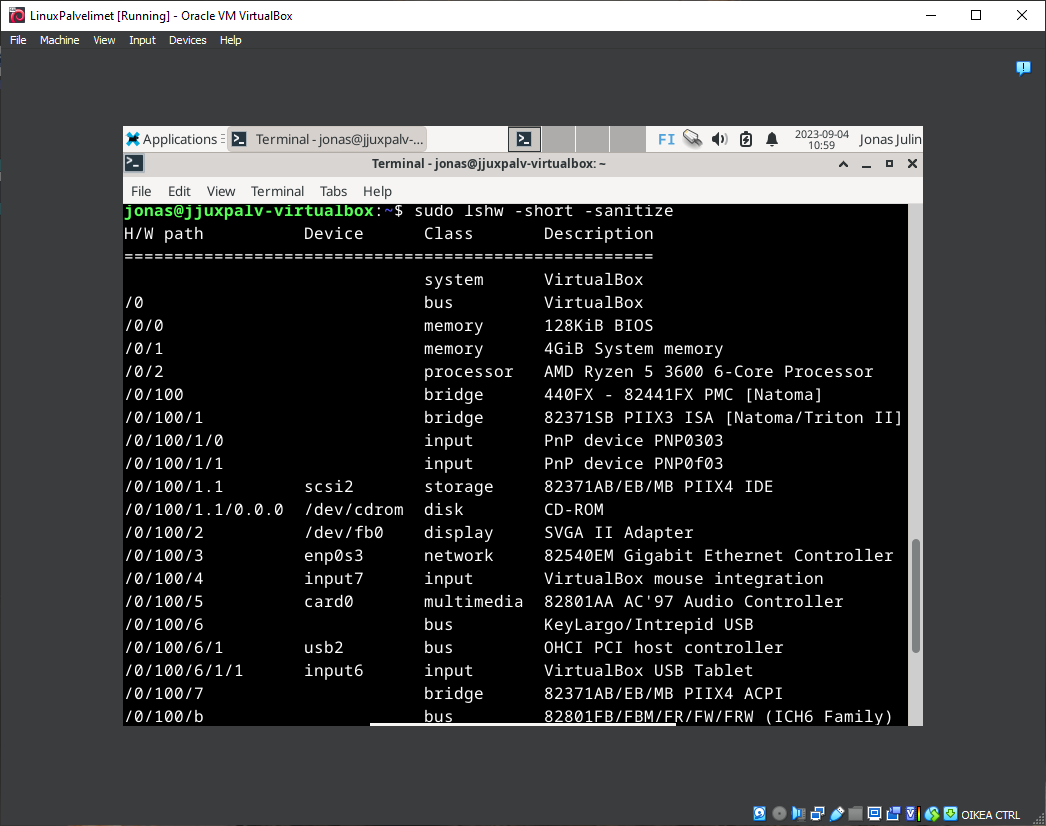 LinuxPalvelimet [Running] - Oracle VM VirtualBox
File Machine View Input Devices Help
Applications Terminal - jonas@jjuxpalv-... FI 2023-09-04 10:59 Jonas Julin
Terminal - jonas@jjuxpalv-virtualbox: ~
File Edit View Terminal Tabs Help
jonas@jjuxpalv-virtualbox:~$ sudo lshw -short -sanitize
H/W path Device Class Description
=====================================================
system VirtualBox
/0 bus VirtualBox
/0/0 memory 128KiB BIOS
/0/1 memory 4GiB System memory
/0/2 processor AMD Ryzen 5 3600 6-Core Processor
/0/100 bridge 440FX - 82441FX PMC [Natoma]
/0/100/1 bridge 82371SB PIIX3 ISA [Natoma/Triton II]
/0/100/1/0 input PnP device PNP0303
/0/100/1/1 input PnP device PNP0f03
/0/100/1.1 scsi2 storage 82371AB/EB/MB PIIX4 IDE
/0/100/1.1/0.0.0 /dev/cdrom disk CD-ROM
/0/100/2 /dev/fb0 display SVGA II Adapter
/0/100/3 enp0s3 network 82540EM Gigabit Ethernet Controller
/0/100/4 input7 input VirtualBox mouse integration
/0/100/5 card0 multimedia 82801AA AC'97 Audio Controller
/0/100/6 bus KeyLargo/Intrepid USB
/0/100/6/1 usb2 bus OHCI PCI host controller
/0/100/6/1/1 input6 input VirtualBox USB Tablet
/0/100/7 bridge 82371AB/EB/MB PIIX4 ACPI
/0/100/b bus 82801FB/FBM/FR/FW/FRW (ICH6 Family)
OIKEA CTRL